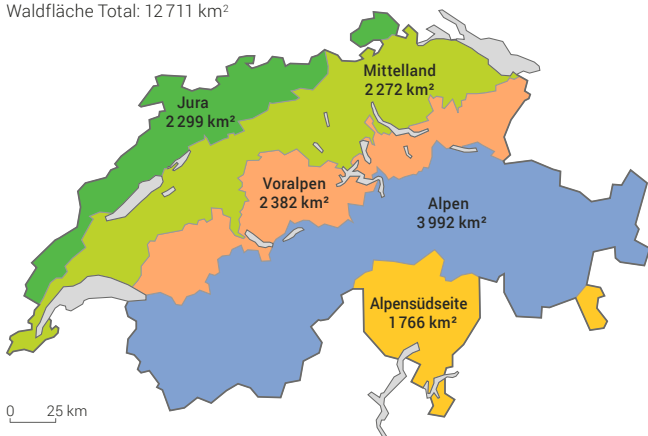 Waldfläche Total: 12 711 km²
Mittelland
2 272 km²
Jura
2 299 km²
Voralpen
2 382 km²
Alpen
3 992 km²
Alpensüdseite
1 766 km²
0 25 km